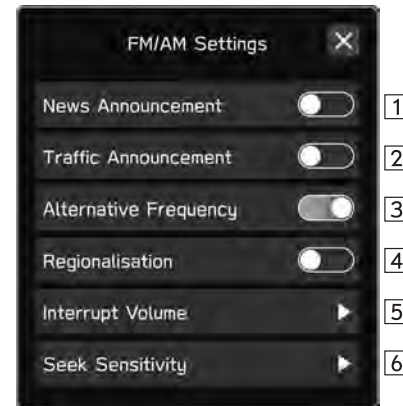 FM/AM Settings
News Announcement 1
Traffic Announcement 2
Alternative Frequency 3
Regionalisation 4
Interrupt Volume 5
Seek Sensitivity 6